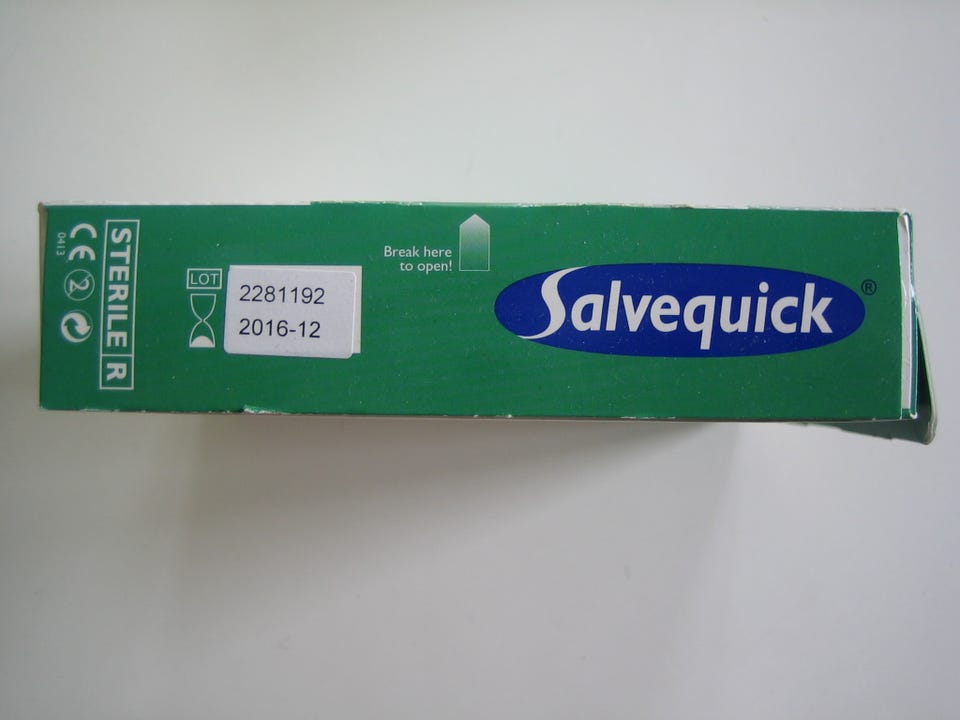 STERILE R
CE 0413
2
LOT
2281192
2016-12
Break here
to open!
Salvequick®